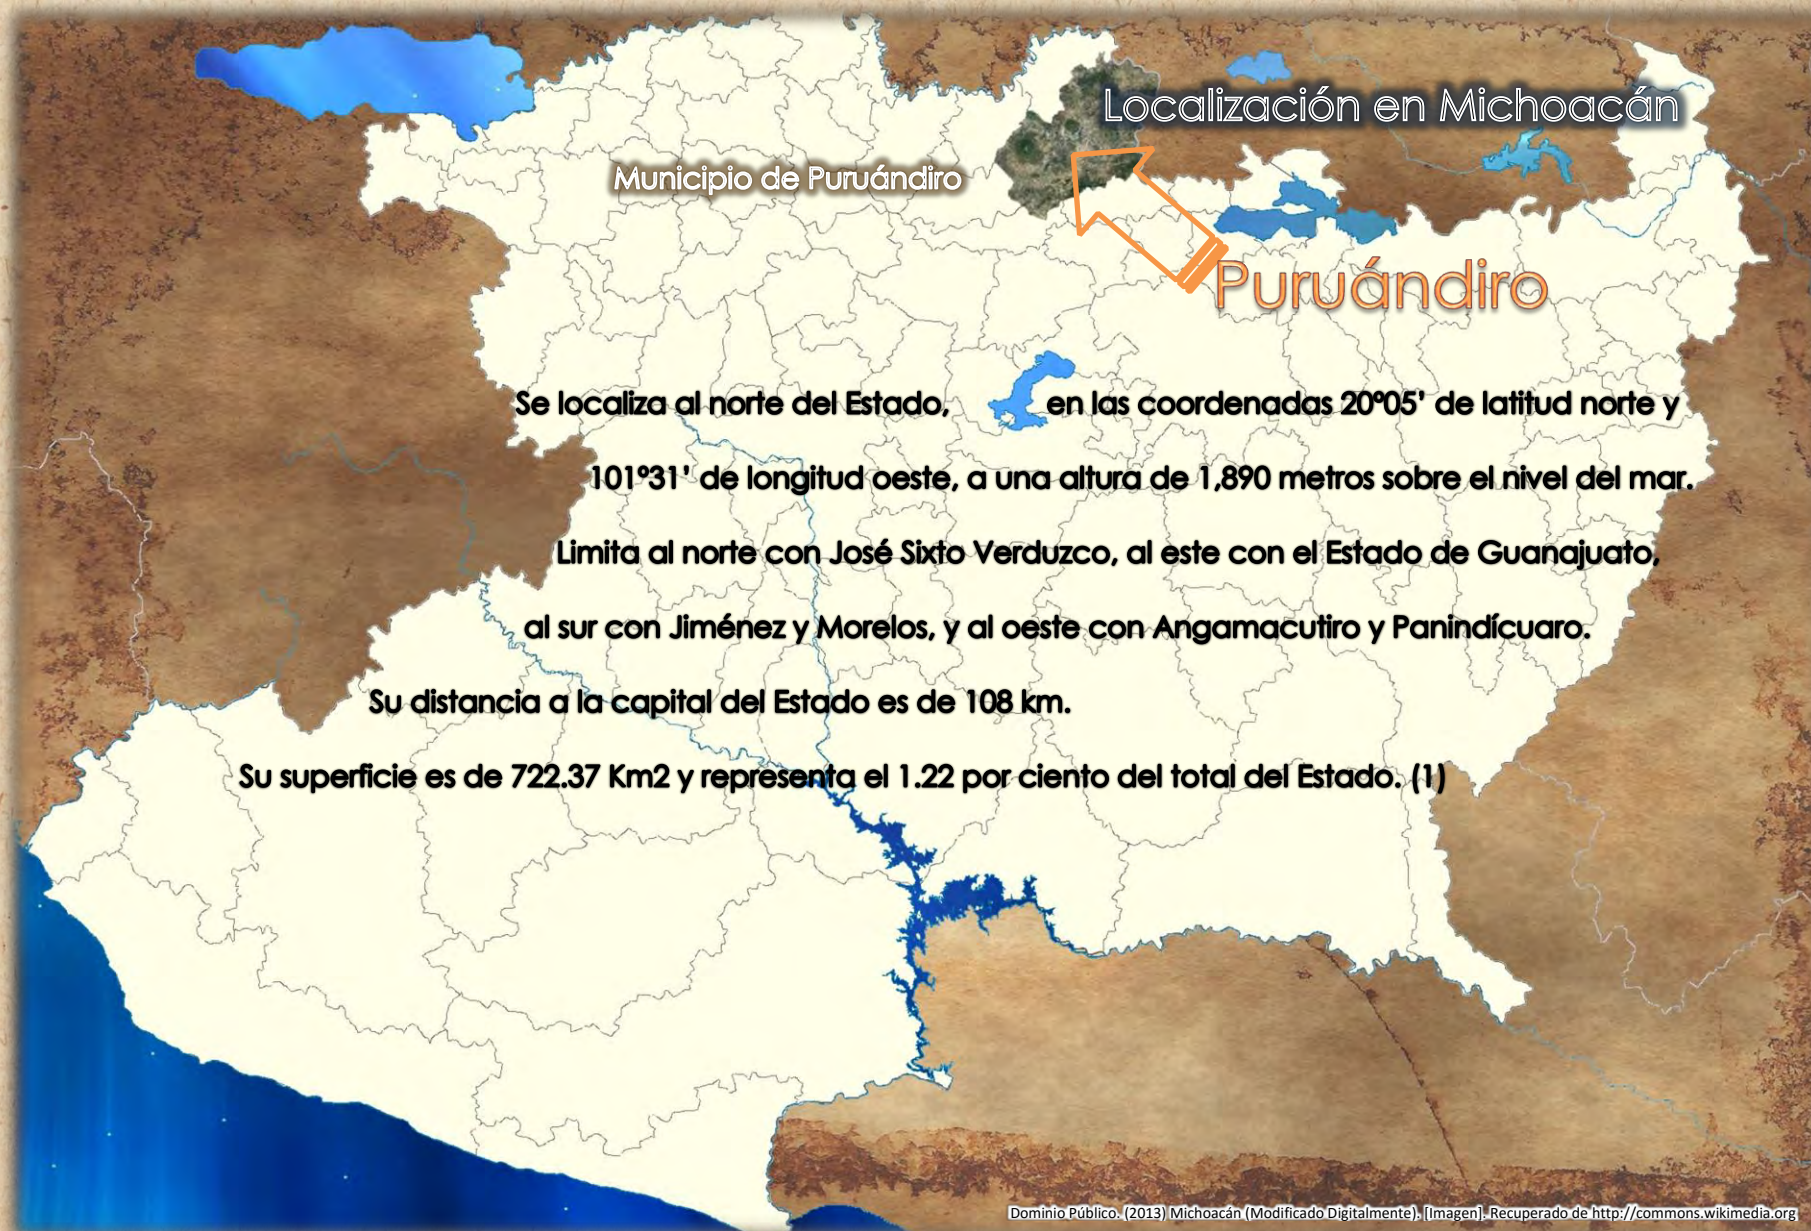 Localización en Michoacán
Municipio de Puruándiro
Puruándiro
Se localiza al norte del Estado, en las coordenadas 20º05’ de latitud norte y
101º31’ de longitud oeste, a una altura de 1,890 metros sobre el nivel del mar.
Limita al norte con José Sixto Verduzco, al este con el Estado de Guanajuato,
al sur con Jiménez y Morelos, y al oeste con Angamacutiro y Panindícuaro.
Su distancia a la capital del Estado es de 108 km.
Su superficie es de 722.37 Km2 y representa el 1.22 por ciento del total del Estado. (1)
Dominio Público. (2013) Michoacán (Modificado Digitalmente). [Imagen]. Recuperado de http://commons.wikimedia.org